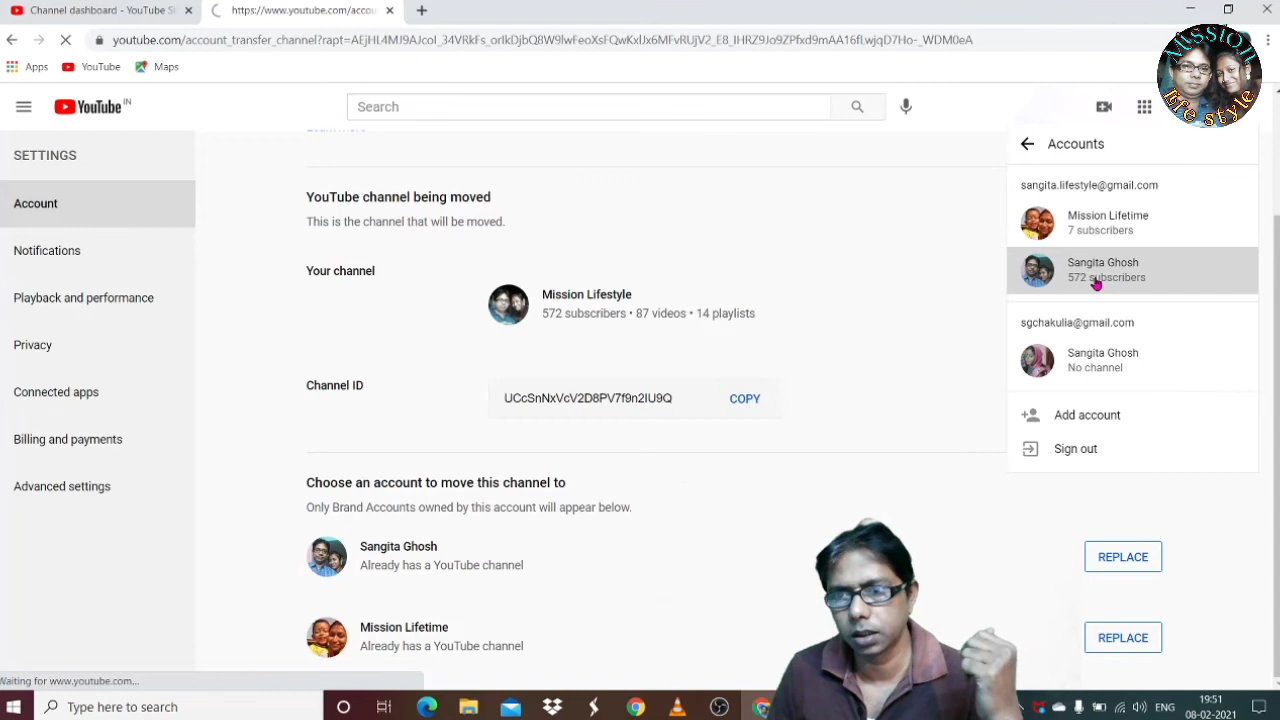 Channel dashboard - YouTube St
https://www.youtube.com/accou
youtube.com/account_transfer_channel?rapt=
Apps
YouTube
Maps
MISSION
life style
YouTube IN
Search
SETTINGS
Account
Notifications
Playback and performance
Privacy
Connected apps
Billing and payments
Advanced settings
YouTube channel being moved
This is the channel that will be moved.
Your channel
Mission Lifestyle
572 subscribers • 87 videos • 14 playlists
Channel ID
UCcSnNxVcV2D8PV7f9n2IU9Q
COPY
Choose an account to move this channel to
Only Brand Accounts owned by this account will appear below.
Sangita Ghosh
Already has a YouTube channel
REPLACE
Mission Lifetime
Already has a YouTube channel
REPLACE
Accounts
sangita.lifestyle@gmail.com
Mission Lifetime
7 subscribers
Sangita Ghosh
572 subscribers
sgchakulia@gmail.com
Sangita Ghosh
No channel
Add account
Sign out
Waiting for www.youtube.com...
Type here to search
ENG
19:51
08-02-2021